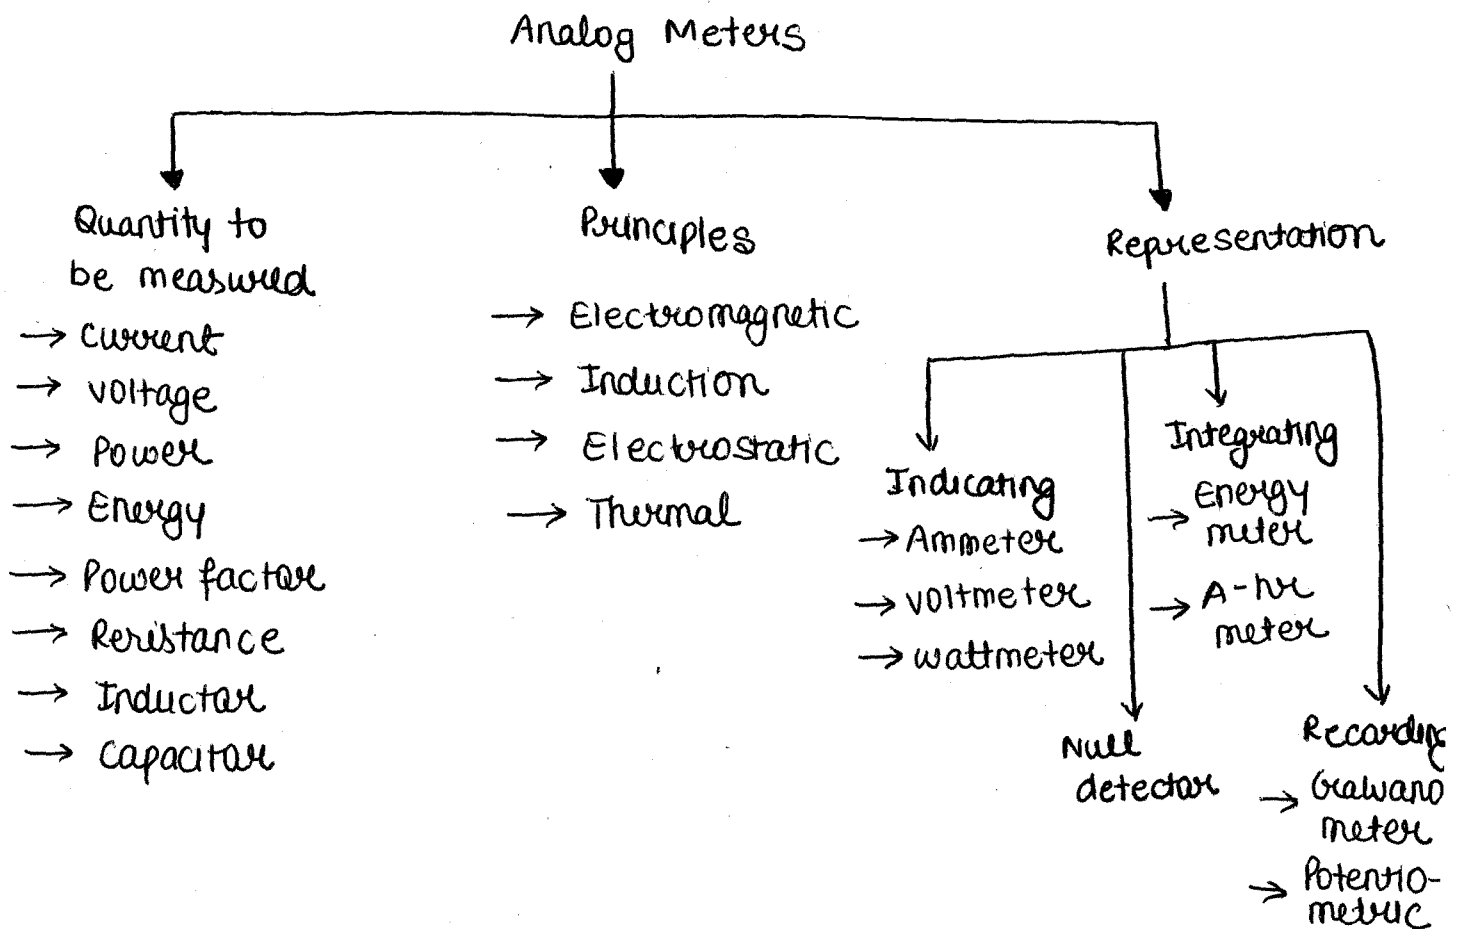 Analog Meters
Quantity to
be measured
→ Current
→ Voltage
→ Power
→ Energy
→ Power factor
→ Resistance
→ Inductor
→ Capacitor
Principles
→ Electromagnetic
→ Induction
→ Electrostatic
→ Thermal
Representation
Indicating
→ Ammeter
→ Voltmeter
→ Wattmeter
Null
detector
Integrating
→ Energy
meter
→ A-hr
meter
Recording
→ Galvano
meter
→ Potentio-
metric